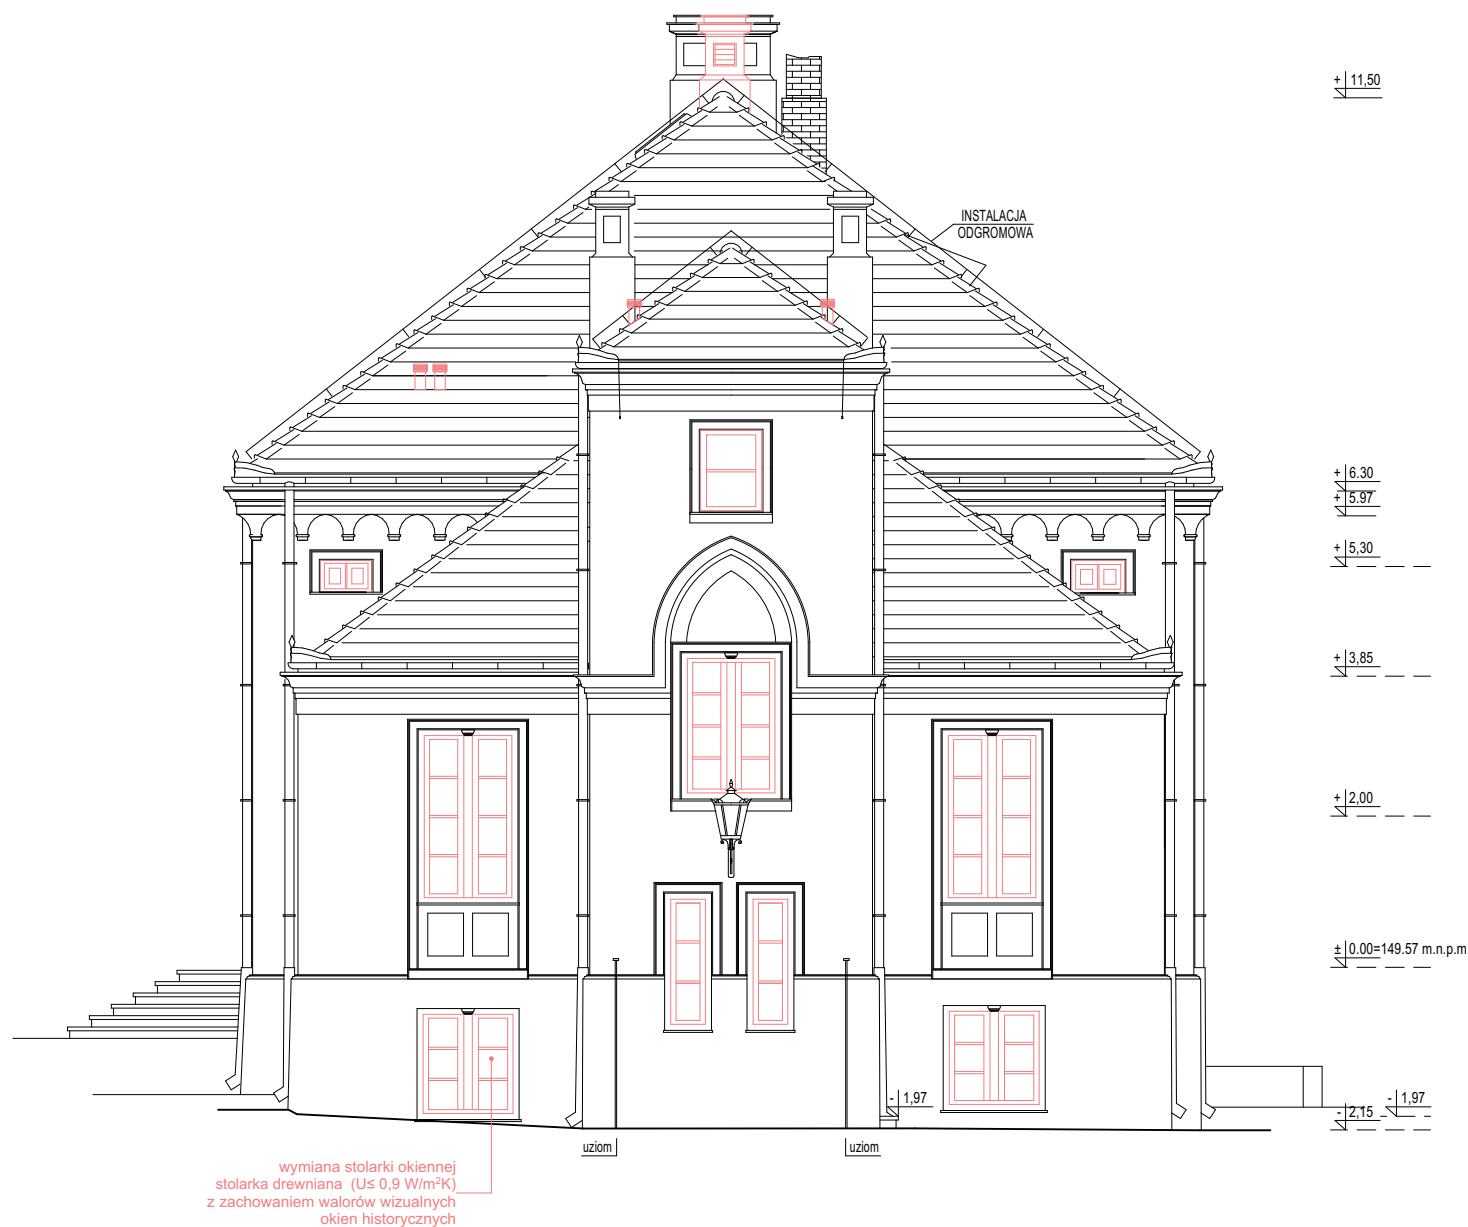 + 11,50
INSTALACJA
ODGROMOWA
+ 6.30
+ 5.97
+ 5,30
+ 3,85
+ 2,00
± 0.00=149.57 m.n.p.m
- 1,97
- 1,97
- 2,15
uziom
uziom
wymiana stolarki okiennej
stolarka drewniana (U≤ 0,9 W/m²K)
z zachowaniem walorów wizualnych
okien historycznych